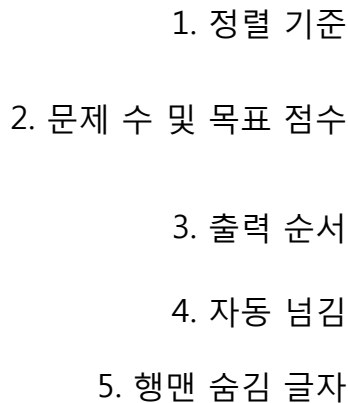 1. 정렬 기준
2. 문제 수 및 목표 점수
3. 출력 순서
4. 자동 넘김
5. 행맨 숨김 글자